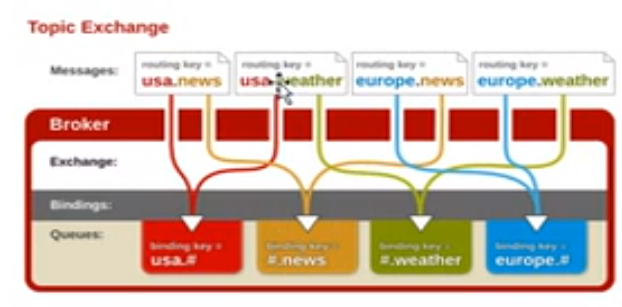 Topic Exchange
Messages:
routing key =
usa.news
routing key =
usa.weather
routing key =
europe.news
routing key =
europe.weather
Broker
Exchange:
Bindings:
Queues:
binding key =
usa.#
binding key =
#.news
binding key =
#.weather
binding key =
europe.#